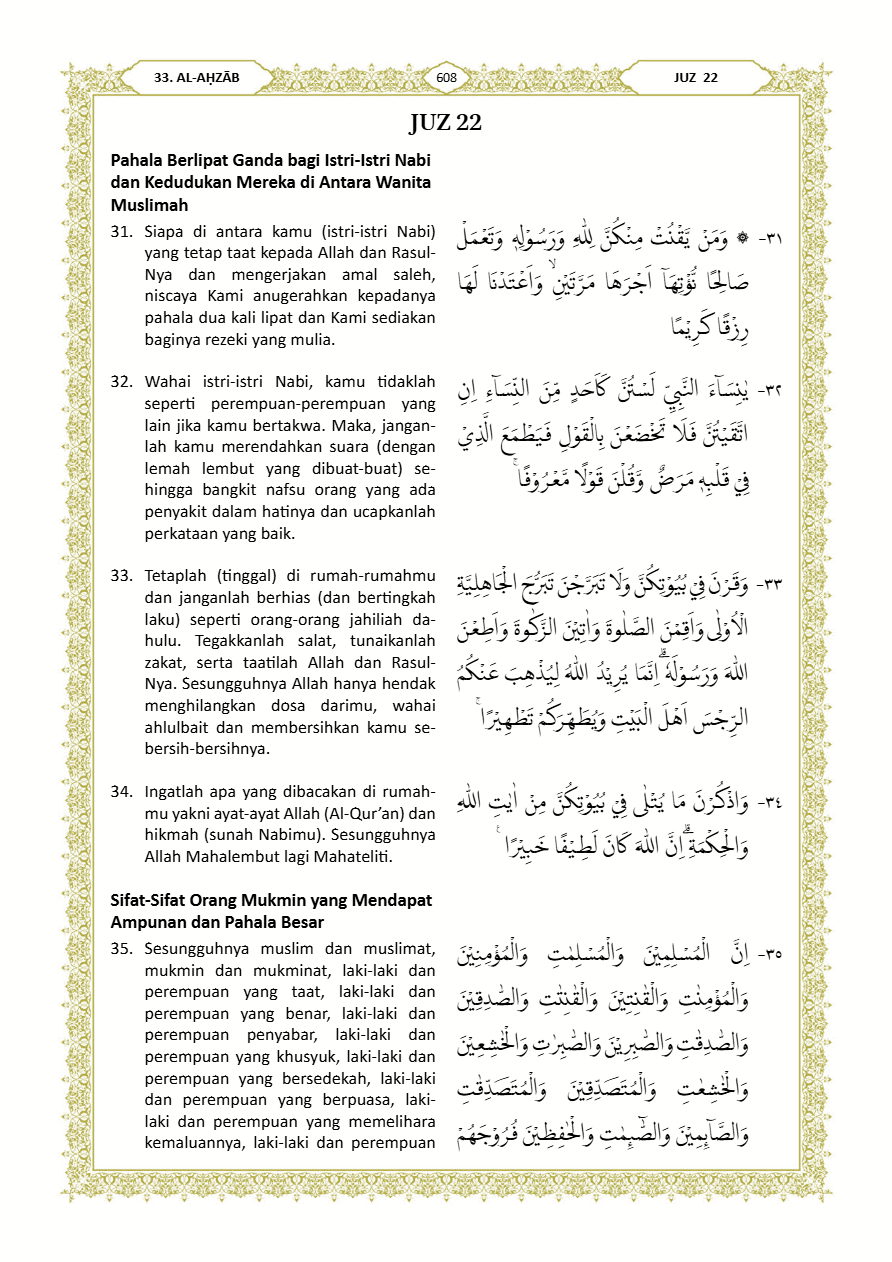 33. AL-AḤZĀB
608
JUZ 22
JUZ 22
Pahala Berlipat Ganda bagi Istri-Istri Nabi
dan Kedudukan Mereka di Antara Wanita
Muslimah
31. Siapa di antara kamu (istri-istri Nabi)
yang tetap taat kepada Allah dan Rasul-
Nya dan mengerjakan amal saleh,
niscaya Kami anugerahkan kepadanya
pahala dua kali lipat dan Kami sediakan
baginya rezeki yang mulia.
٣١- ۞ وَمَنْ يَّقْنُتْ مِنْكُنَّ لِلّٰهِ وَرَسُوْلِهٖ وَتَعْمَلْ
صَالِحًا نُّؤْتِهَآ اَجْرَهَا مَرَّتَيْنِۙ وَاَعْتَدْنَا لَهَا
رِزْقًا كَرِيْمًا
32. Wahai istri-istri Nabi, kamu tidaklah
seperti perempuan-perempuan yang
lain jika kamu bertakwa. Maka, jangan-
lah kamu merendahkan suara (dengan
lemah lembut yang dibuat-buat) se-
hingga bangkit nafsu orang yang ada
penyakit dalam hatinya dan ucapkanlah
perkataan yang baik.
٣٢- يٰنِسَاۤءَ النَّبِيِّ لَسْتُنَّ كَاَحَدٍ مِّنَ النِّسَاۤءِ اِنِ
اتَّقَيْتُنَّ فَلَا تَخْضَعْنَ بِالْقَوْلِ فَيَطْمَعَ الَّذِيْ
فِيْ قَلْبِهٖ مَرَضٌ وَّقُلْنَ قَوْلًا مَّعْرُوْفًاۚ
33. Tetaplah (tinggal) di rumah-rumahmu
dan janganlah berhias (dan bertingkah
laku) seperti orang-orang jahiliah da-
hulu. Tegakkanlah salat, tunaikanlah
zakat, serta taatilah Allah dan Rasul-
Nya. Sesungguhnya Allah hanya hendak
menghilangkan dosa darimu, wahai
ahlulbait dan membersihkan kamu se-
bersih-bersihnya.
٣٣- وَقَرْنَ فِيْ بُيُوْتِكُنَّ وَلَا تَبَرَّجْنَ تَبَرُّجَ الْجَاهِلِيَّةِ
الْاُوْلٰى وَاَقِمْنَ الصَّلٰوةَ وَاٰتِيْنَ الزَّكٰوةَ وَاَطِعْنَ
اللّٰهَ وَرَسُوْلَهٗۗ اِنَّمَا يُرِيْدُ اللّٰهُ لِيُذْهِبَ عَنْكُمُ
الرِّجْسَ اَهْلَ الْبَيْتِ وَيُطَهِّرَكُمْ تَطْهِيْرًاۚ
34. Ingatlah apa yang dibacakan di rumah-
mu yakni ayat-ayat Allah (Al-Qur’an) dan
hikmah (sunah Nabimu). Sesungguhnya
Allah Mahalembut lagi Mahateliti.
٣٤- وَاذْكُرْنَ مَا يُتْلٰى فِيْ بُيُوْتِكُنَّ مِنْ اٰيٰتِ اللّٰهِ
وَالْحِكْمَةِۗ اِنَّ اللّٰهَ كَانَ لَطِيْفًا خَبِيْرًا ࣖ
Sifat-Sifat Orang Mukmin yang Mendapat
Ampunan dan Pahala Besar
35. Sesungguhnya muslim dan muslimat,
mukmin dan mukminat, laki-laki dan
perempuan yang taat, laki-laki dan
perempuan yang benar, laki-laki dan
perempuan penyabar, laki-laki dan
perempuan yang khusyuk, laki-laki dan
perempuan yang bersedekah, laki-laki
dan perempuan yang berpuasa, laki-
laki dan perempuan yang memelihara
kemaluannya, laki-laki dan perempuan
٣٥- اِنَّ الْمُسْلِمِيْنَ وَالْمُسْلِمٰتِ وَالْمُؤْمِنِيْنَ
وَالْمُؤْمِنٰتِ وَالْقٰنِتِيْنَ وَالْقٰنِتٰتِ وَالصّٰدِقِيْنَ
وَالصّٰدِقٰتِ وَالصّٰبِرِيْنَ وَالصّٰبِرٰتِ وَالْخٰشِعِيْنَ
وَالْخٰشِعٰتِ وَالْمُتَصَدِّقِيْنَ وَالْمُتَصَدِّقٰتِ
وَالصَّاۤىِٕمِيْنَ وَالصّٰۤىِٕمٰتِ وَالْحٰفِظِيْنَ فُرُوْجَهُمْ